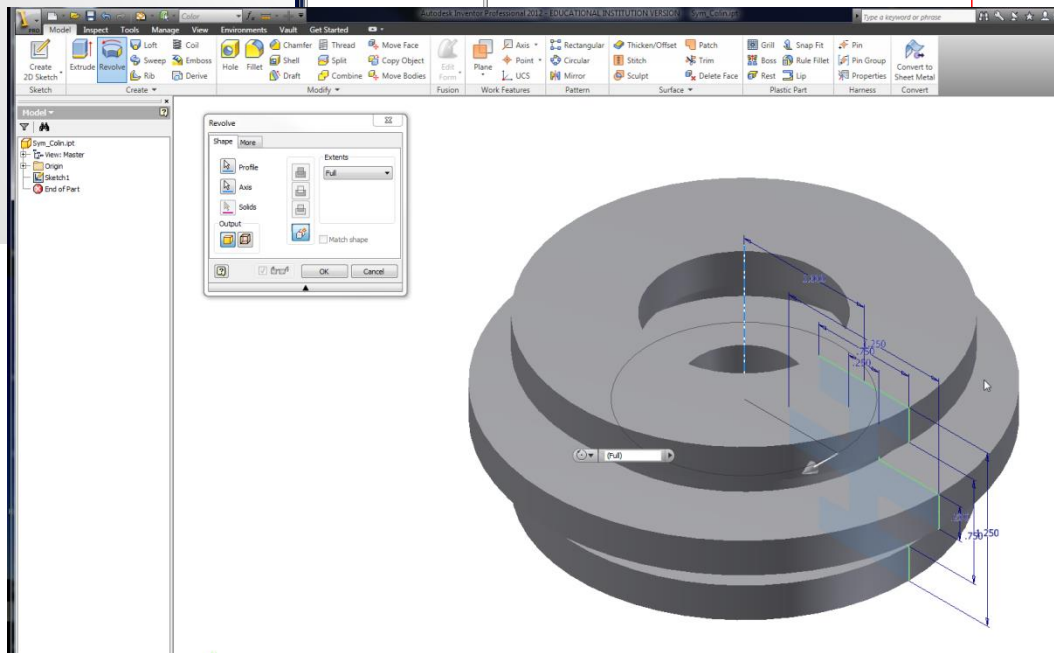 Color
Autodesk Inventor Professional 2012 - EDUCATIONAL INSTITUTION VERSION Sym_Colin.ipt
Type a keyword or phrase
PRO Model Inspect Tools Manage View Environments Vault Get Started
Create 2D Sketch
Extrude
Revolve
Loft
Sweep
Rib
Coil
Emboss
Derive
Hole
Fillet
Chamfer
Shell
Draft
Thread
Split
Combine
Move Face
Copy Object
Move Bodies
Edit Form
Plane
Axis
Point
UCS
Rectangular
Circular
Mirror
Thicken/Offset
Stitch
Sculpt
Patch
Trim
Delete Face
Grill
Boss
Rest
Snap Fit
Rule Fillet
Lip
Pin
Pin Group
Properties
Convert to Sheet Metal
Sketch Create Modify Fusion Work Features Pattern Surface Plastic Part Harness Convert
Model
Sym_Colin.ipt
View: Master
Origin
Sketch1
End of Part
Revolve
Shape More
Profile
Axis
Solids
Output
Extents
Full
Match shape
OK Cancel
1.250
.750
.250
(Full)
.750
1.250